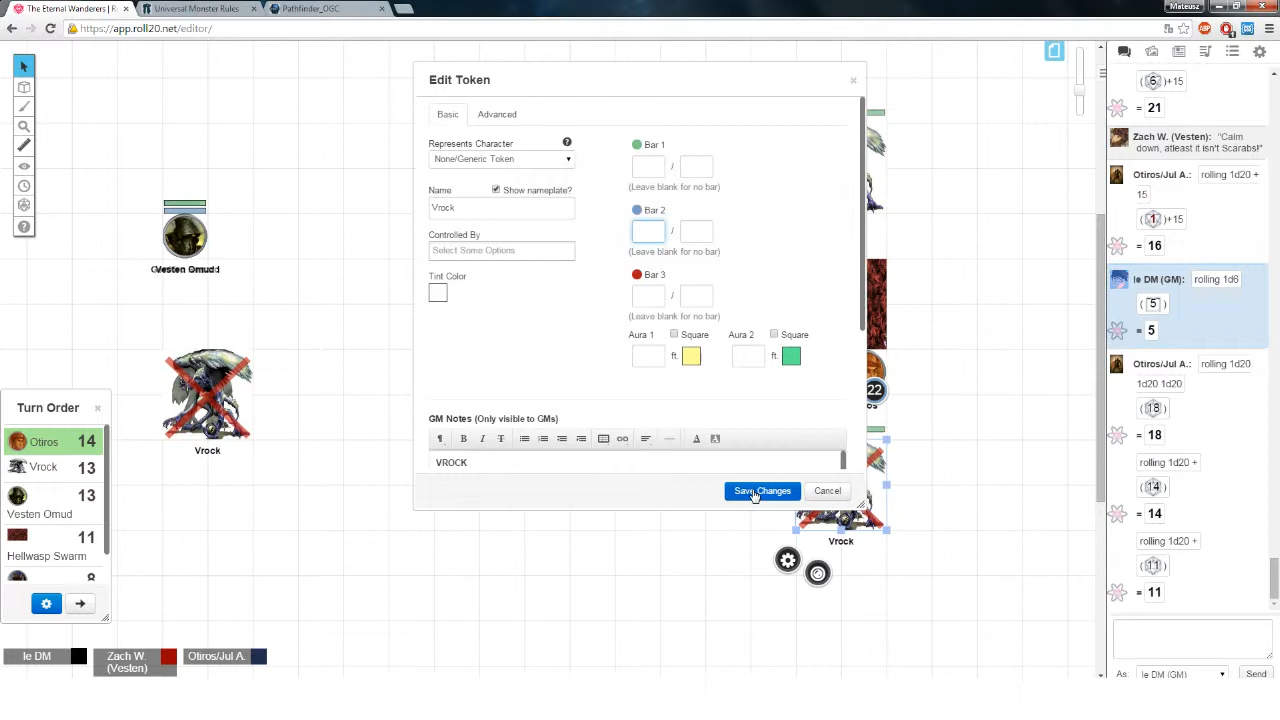 The Eternal Wanderers | R
Universal Monster Rules
Pathfinder_OGC
Mateusz
https://app.roll20.net/editor/
Vrock
Turn Order
Otiros 14
Vrock 13
13
Vesten Omud
11
Hellwasp Swarm
8
le DM
Zach W.
(Vesten)
Otiros/Jul A.
Edit Token
Basic
Advanced
Represents Character
None/Generic Token
Name
Show nameplate?
Vrock
Controlled By
Select Some Options
Tint Color
Bar 1
/
(Leave blank for no bar)
Bar 2
/
(Leave blank for no bar)
Bar 3
/
(Leave blank for no bar)
Aura 1 Square Aura 2 Square
ft. ft.
GM Notes (Only visible to GMs)
VROCK
Save Changes
Cancel
22
Vrock
(6)+15
= 21
Zach W. (Vesten): "Calm
down, atleast it isn't Scarabs!"
Otiros/Jul A.: rolling 1d20 +
15
(1)+15
= 16
le DM (GM): rolling 1d6
(5)
= 5
Otiros/Jul A.: rolling 1d20
1d20 1d20
(18)
= 18
rolling 1d20 +
(14)
= 14
rolling 1d20 +
(11)
= 11
As: le DM (GM)
Send